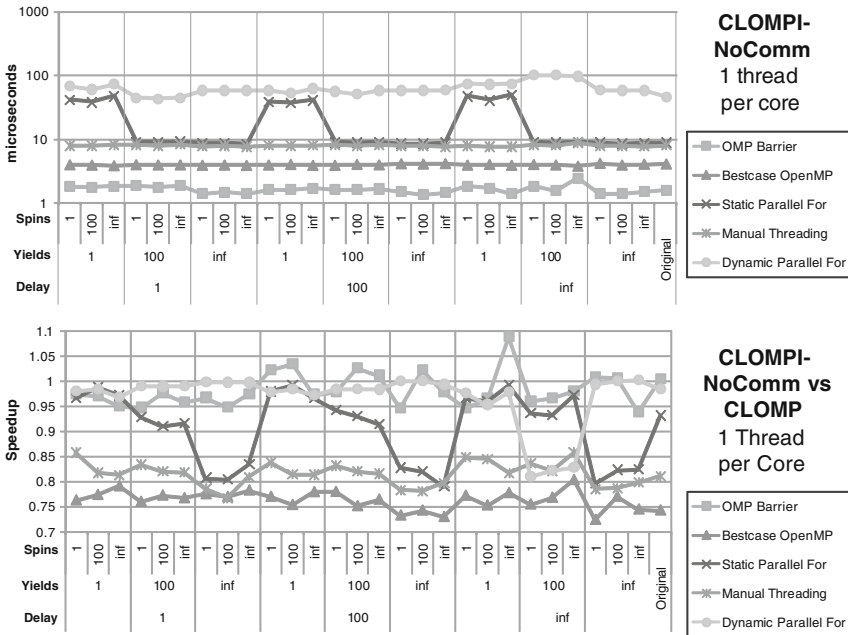 1000
100
10
1
microseconds
Spins
1 100 inf 1 100 inf 1 100 inf 1 100 inf 1 100 inf 1 100 inf 1 100 inf 1 100 inf 1 100 inf
Original
Yields
1 100 inf 1 100 inf 1 100 inf
Delay
1 100 inf
CLOMPI-
NoComm
1 thread
per core
OMP Barrier
Bestcase OpenMP
Static Parallel For
Manual Threading
Dynamic Parallel For
1.1
1.05
1
0.95
0.9
0.85
0.8
0.75
0.7
Speedup
Spins
1 100 inf 1 100 inf 1 100 inf 1 100 inf 1 100 inf 1 100 inf 1 100 inf 1 100 inf 1 100 inf
Original
Yields
1 100 inf 1 100 inf 1 100 inf
Delay
1 100 inf
CLOMPI-
NoComm vs
CLOMP
1 Thread
per Core
OMP Barrier
Bestcase OpenMP
Static Parallel For
Manual Threading
Dynamic Parallel For